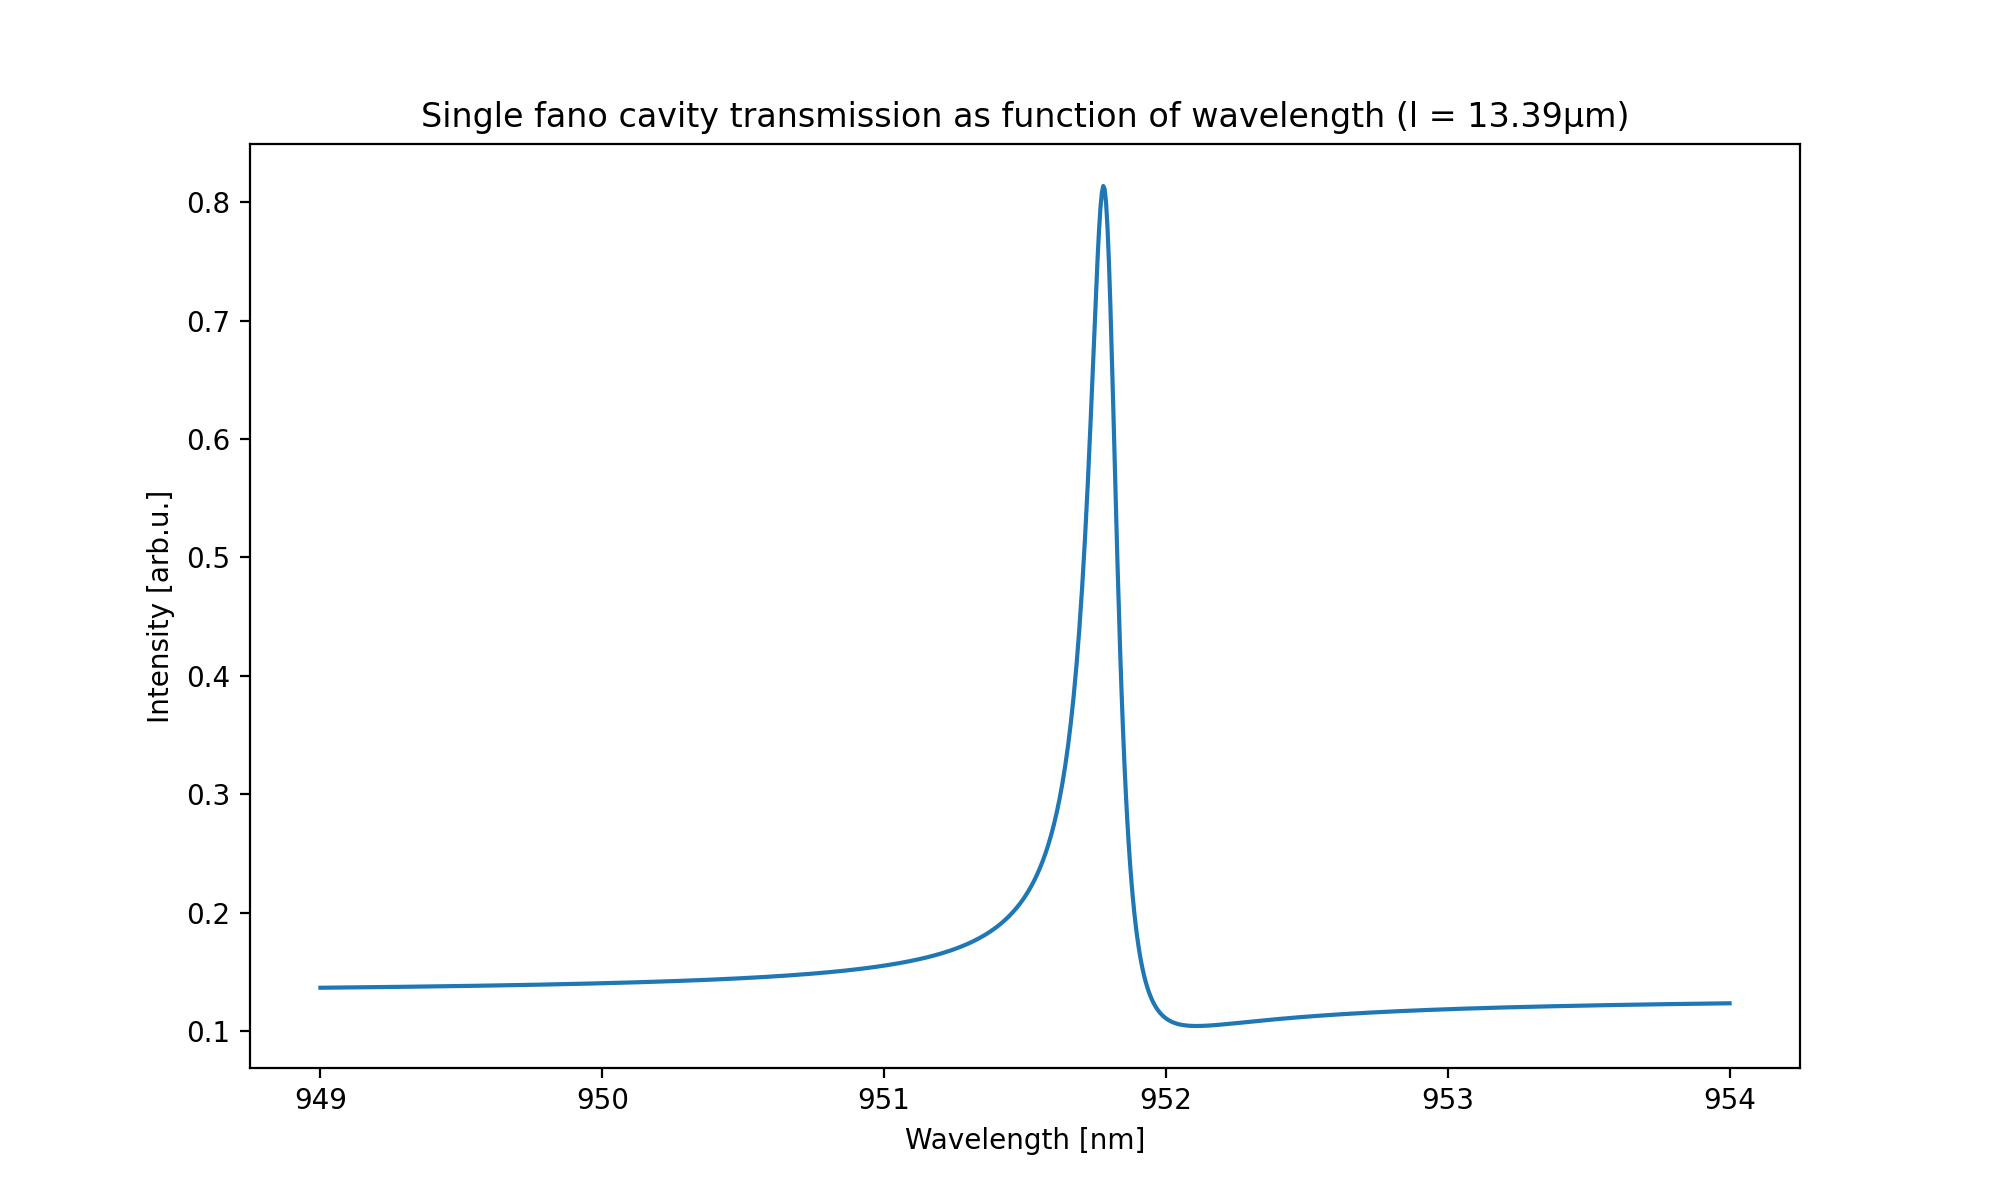 Single fano cavity transmission as function of wavelength (l = 13.39μm)
Intensity [arb.u.]
0.8
0.7
0.6
0.5
0.4
0.3
0.2
0.1
949 950 951 952 953 954
Wavelength [nm]